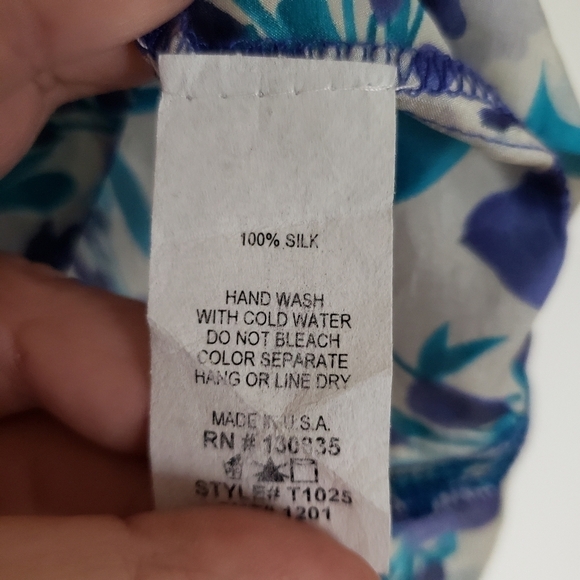 100% SILK
HAND WASH
WITH COLD WATER
DO NOT BLEACH
COLOR SEPARATE
HANG OR LINE DRY
MADE IN U.S.A.
RN #
STYLE# T1025
1201